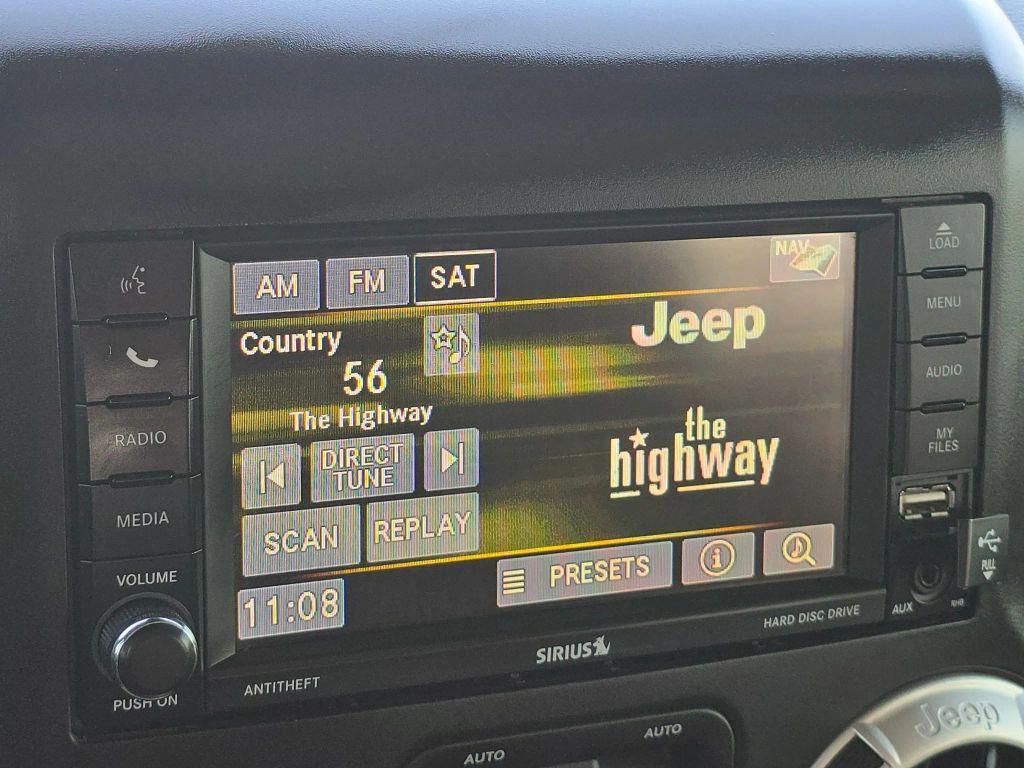 LOAD
MENU
AUDIO
MY
FILES
PULL
AUX
RHB
RADIO
MEDIA
VOLUME
PUSH ON
AM FM SAT
NAV
Country
56
The Highway
DIRECT
TUNE
SCAN REPLAY
11:08
Jeep
the
highway
PRESETS
i
HARD DISC DRIVE
SIRIUS
ANTITHEFT
AUTO AUTO
Jeep